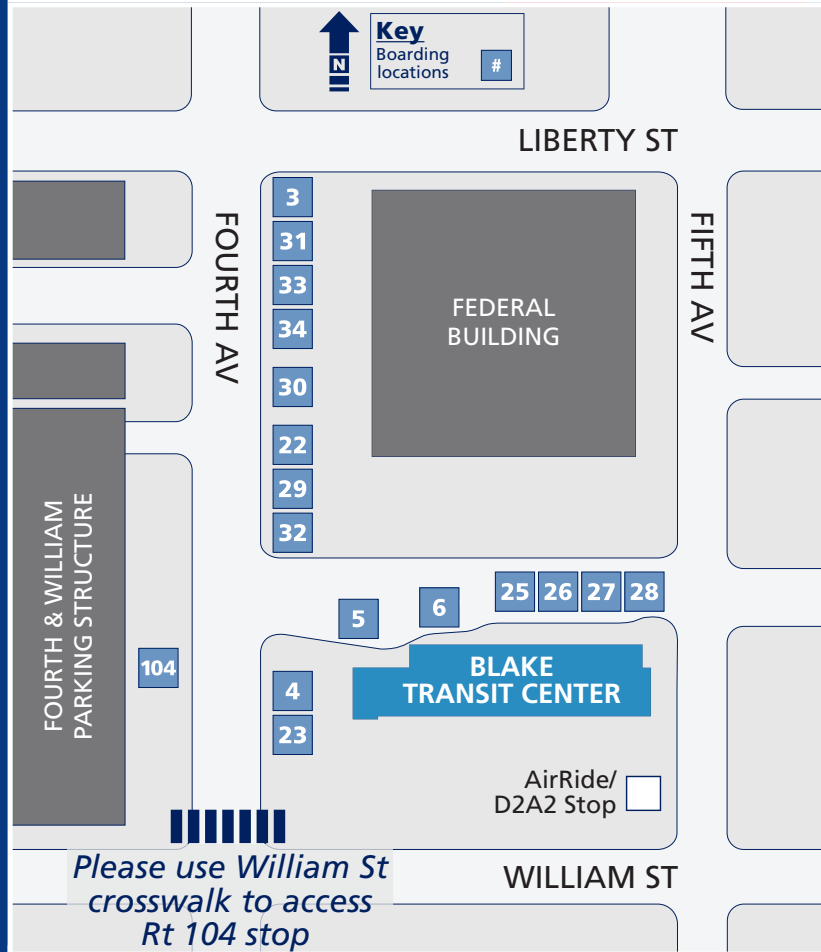 N
Key
Boarding
locations
#
LIBERTY ST
FOURTH AV
FIFTH AV
3
31
33
34
30
22
29
32
FEDERAL
BUILDING
FOURTH & WILLIAM
PARKING STRUCTURE
5
6
25
26
27
28
104
4
23
BLAKE
TRANSIT CENTER
AirRide/
D2A2 Stop
Please use William St
crosswalk to access
Rt 104 stop
WILLIAM ST